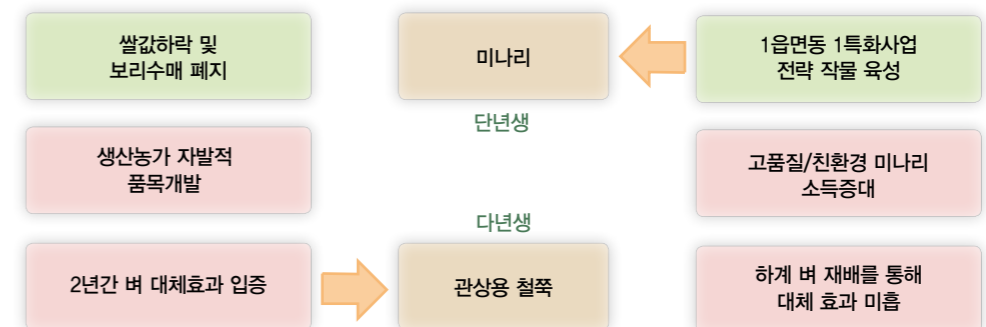 쌀값하락 및
보리수매 폐지
미나리
1읍면동 1특화사업
전략 작물 육성
단년생
생산농가 자발적
품목개발
고품질/친환경 미나리
소득증대
다년생
2년간 벼 대체효과 입증
관상용 철쭉
하계 벼 재배를 통해
대체 효과 미흡